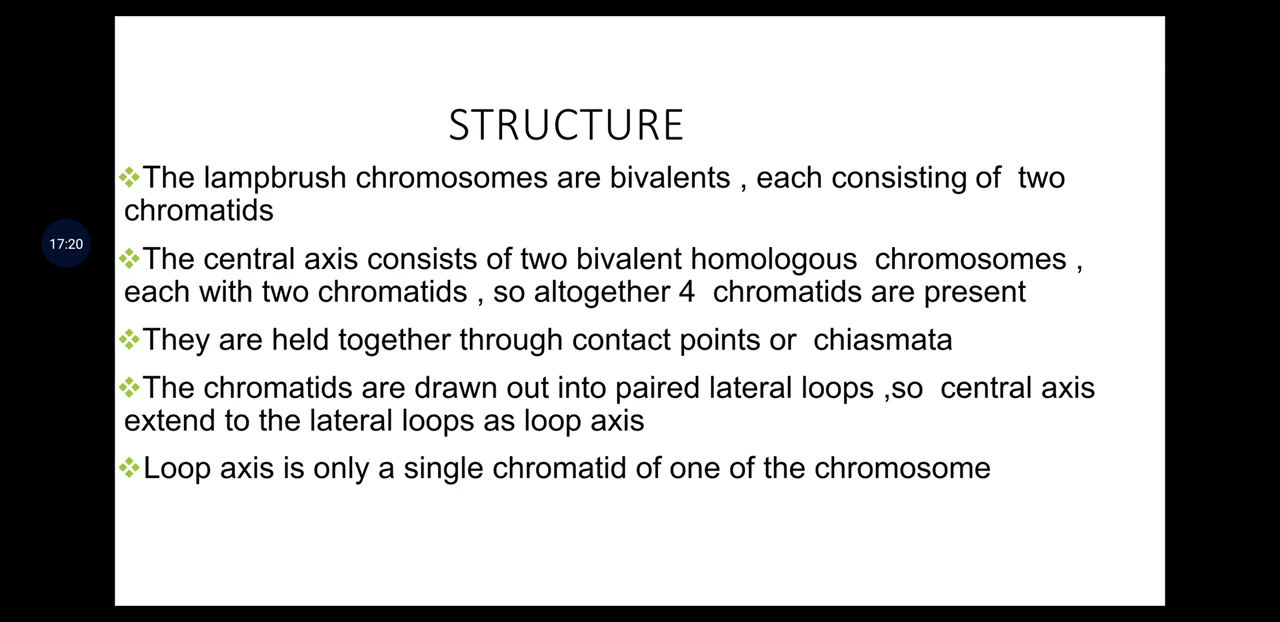 STRUCTURE
❖The lampbrush chromosomes are bivalents , each consisting of two
chromatids
17:20
❖The central axis consists of two bivalent homologous chromosomes ,
each with two chromatids , so altogether 4 chromatids are present
❖They are held together through contact points or chiasmata
❖The chromatids are drawn out into paired lateral loops ,so central axis
extend to the lateral loops as loop axis
❖Loop axis is only a single chromatid of one of the chromosome